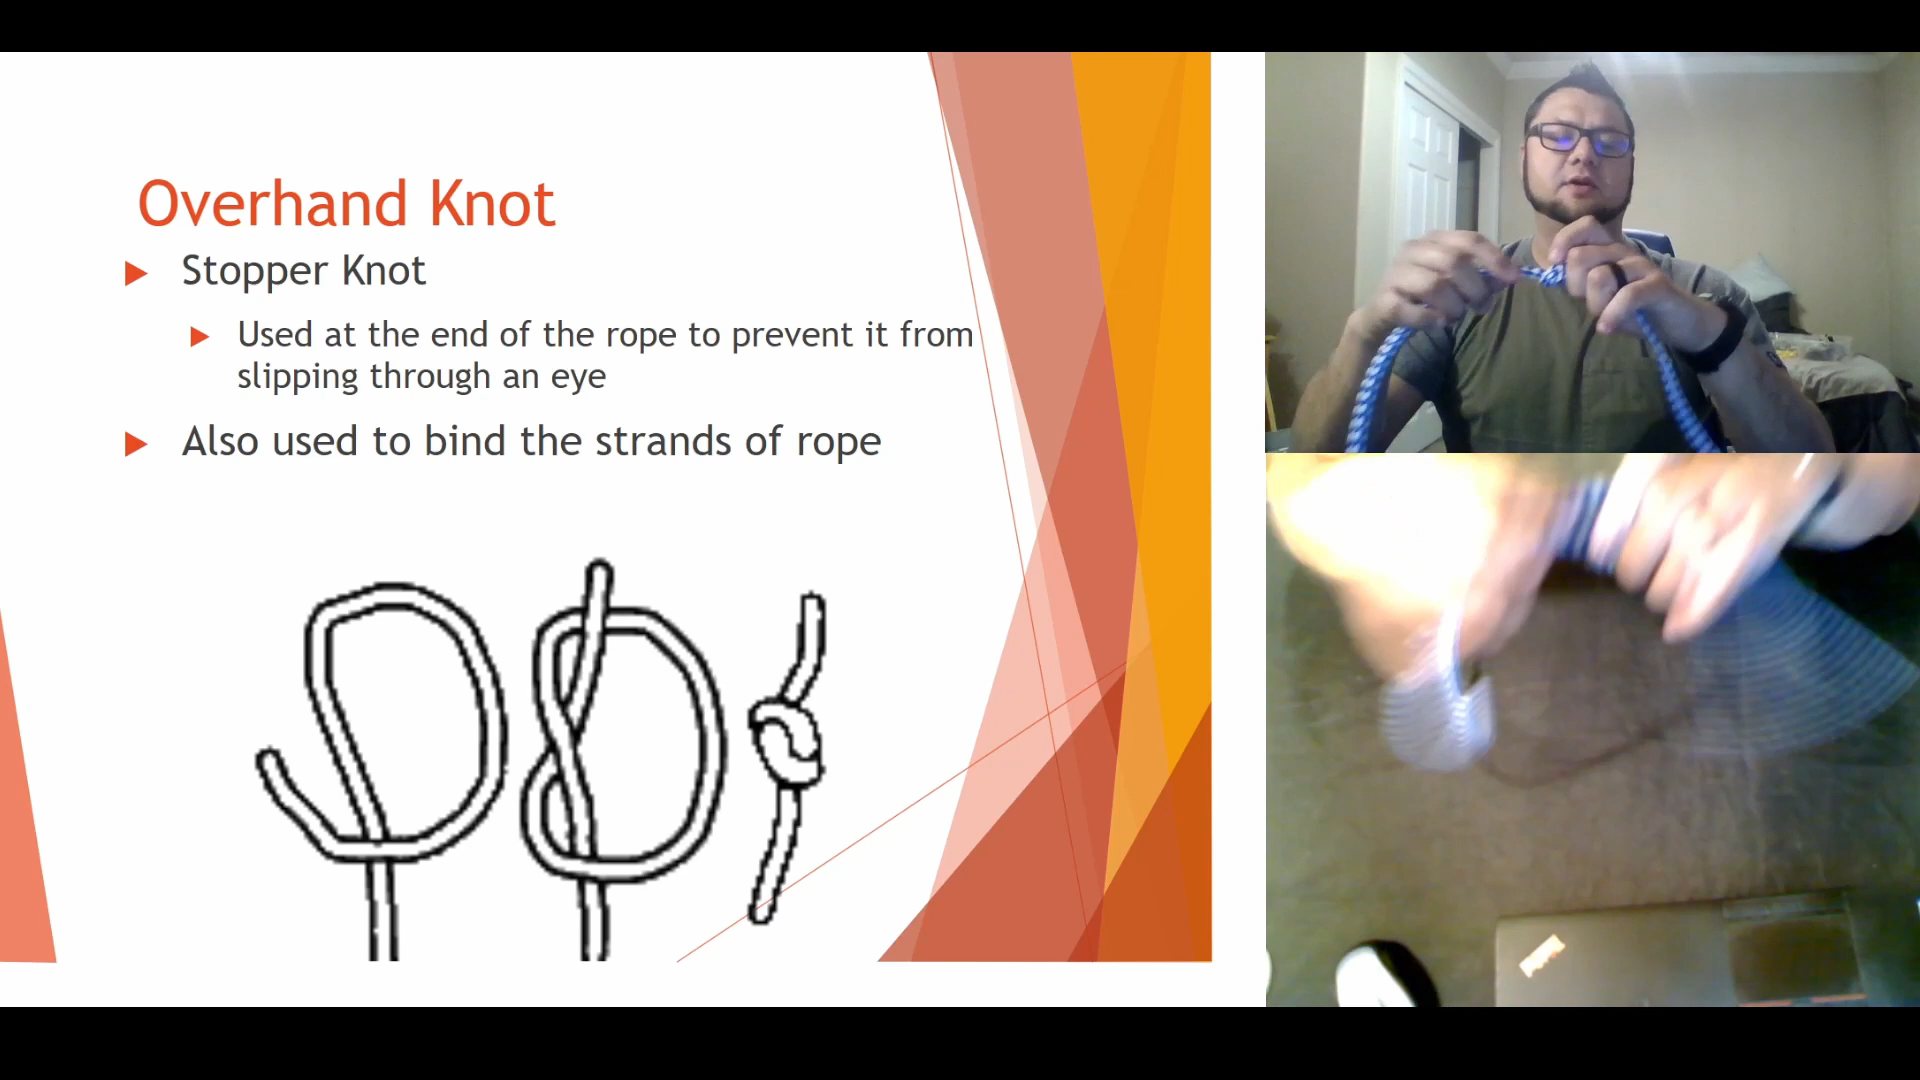 Overhand Knot
Stopper Knot
Used at the end of the rope to prevent it from
slipping through an eye
Also used to bind the strands of rope